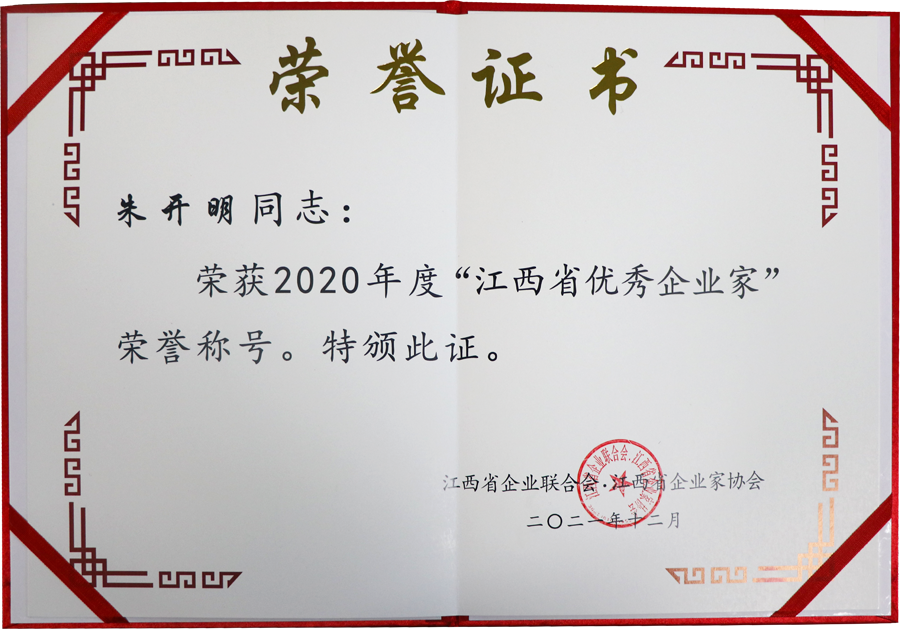 荣誉证书
朱开明同志：
荣获2020年度“江西省优秀企业家”
荣誉称号。特颁此证。
江西省企业联合会·江西省企业家协会
二〇二一年十二月